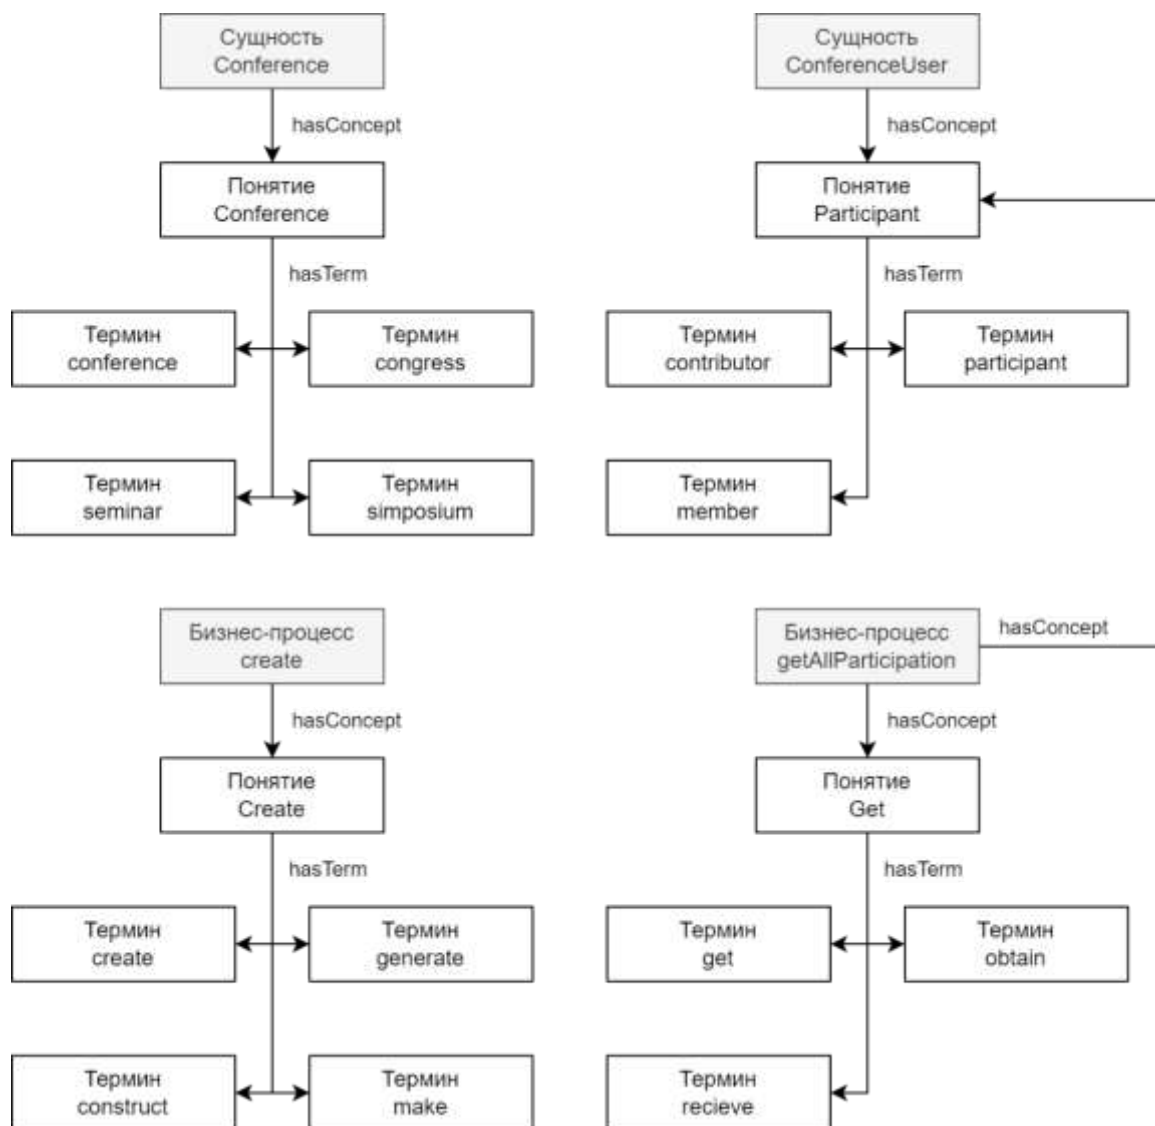 Сущность
Conference
Сущность
ConferenceUser
hasConcept
hasConcept
Понятие
Conference
Понятие
Participant
hasTerm
hasTerm
Термин
conference
Термин
congress
Термин
contributor
Термин
participant
Термин
seminar
Термин
simposium
Термин
member
Бизнес-процесс
create
Бизнес-процесс
getAllParticipation
hasConcept
hasConcept
hasConcept
Понятие
Create
Понятие
Get
hasTerm
hasTerm
Термин
create
Термин
generate
Термин
get
Термин
obtain
Термин
construct
Термин
make
Термин
recieve